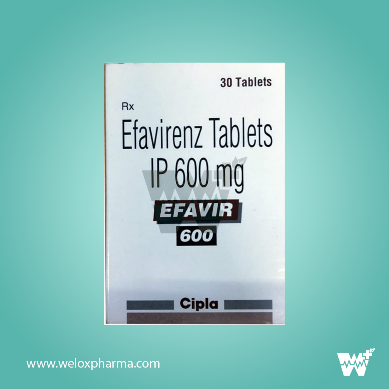 30 Tablets
Rx
Efavirenz Tablets
IP 600 mg
EFAVIR
600
Cipla
www.weloxpharma.com
W